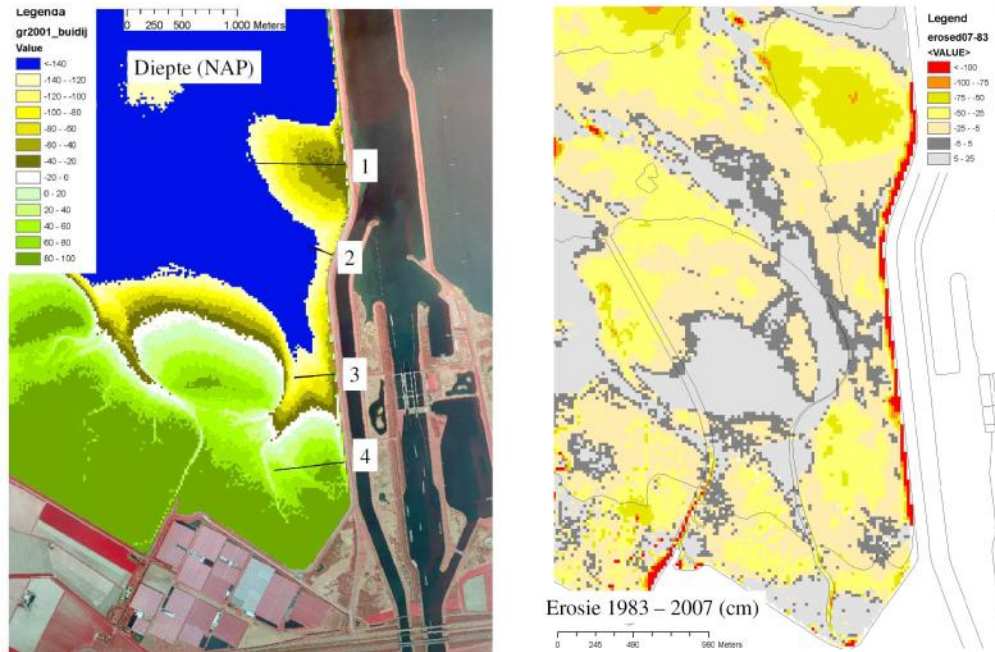 Legenda
gr2001_buidij
Value
<-140
-140 - -120
-120 - -100
-100 - -80
-80 - -60
-60 - -40
-40 - -20
-20 - 0
0 - 20
20 - 40
40 - 60
60 - 80
80 - 100
0 250 500 1.000 Meters
Diepte (NAP)
1
2
3
4
Legend
erosed07-83
<VALUE>
< -100
-100 - -75
-75 - -50
-50 - -25
-25 - -5
-5 - 5
5 - 25
Erosie 1983 – 2007 (cm)
0 245 490 980 Meters